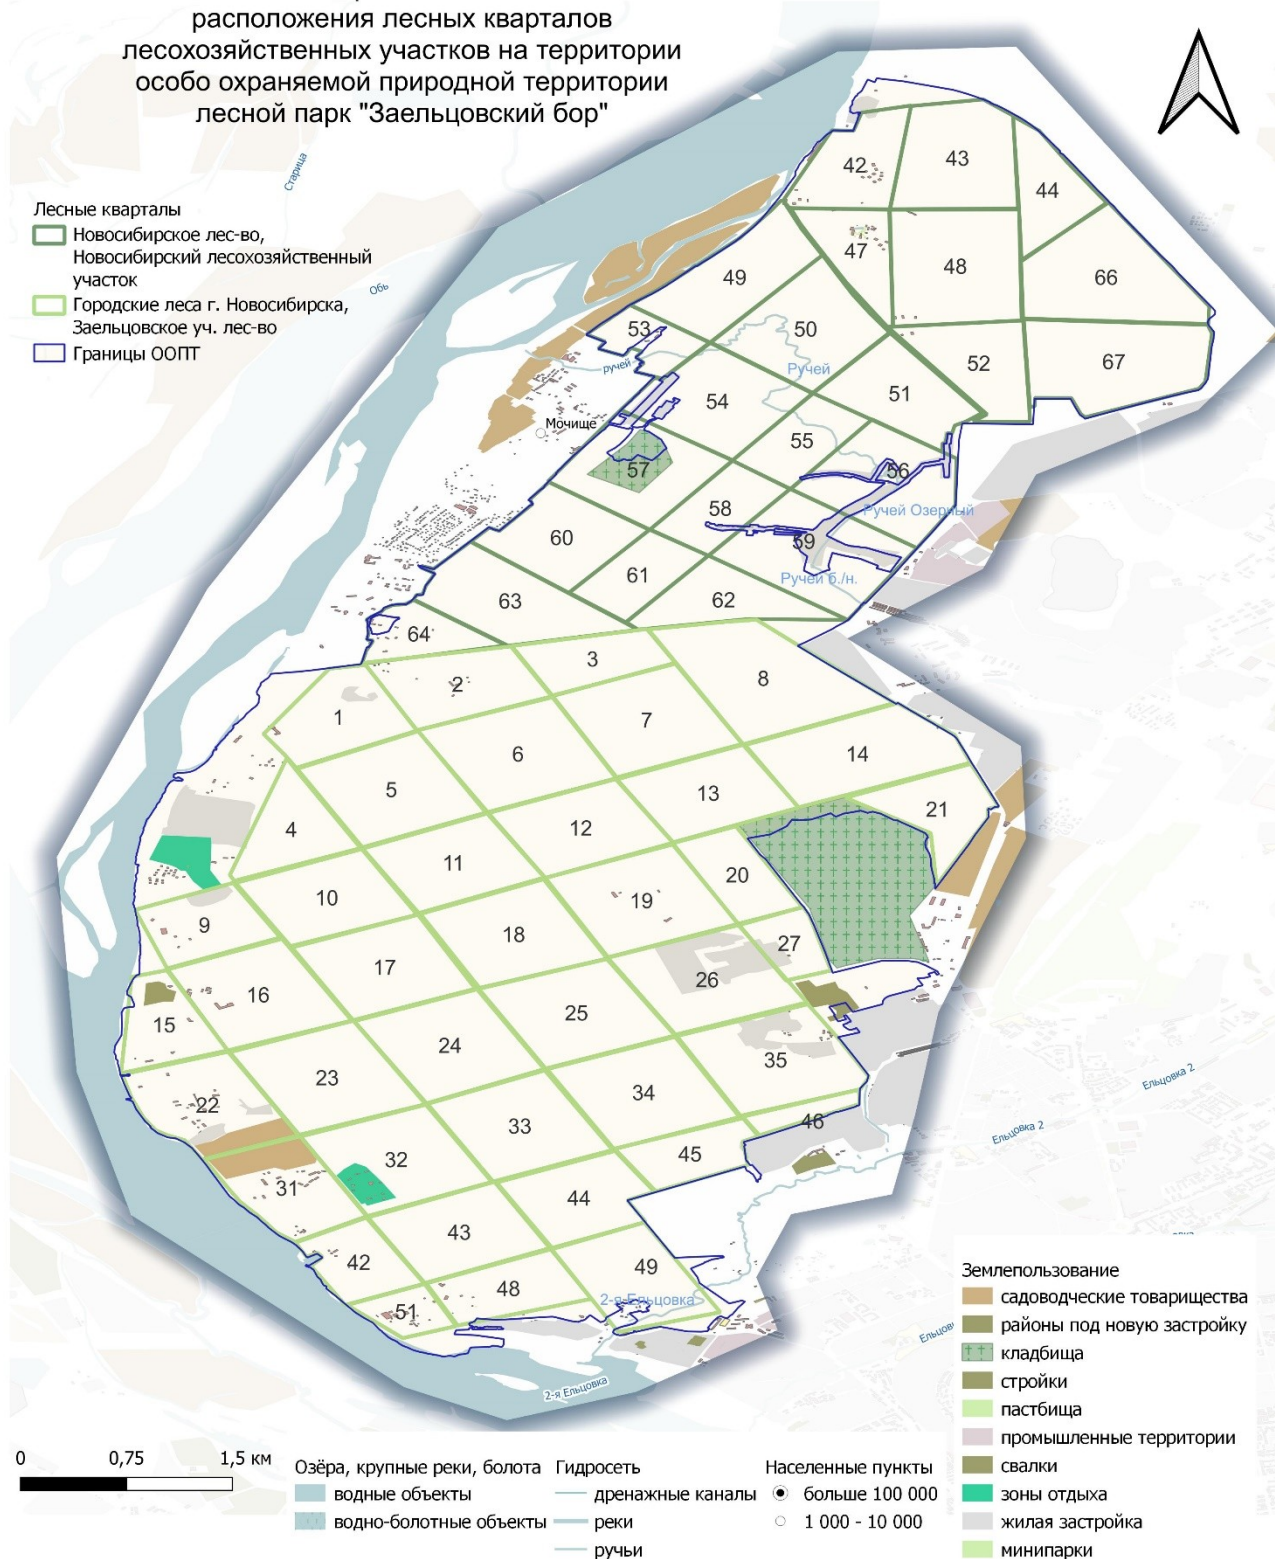 расположения лесных кварталов
лесохозяйственных участков на территории
особо охраняемой природной территории
лесной парк "Заельцовский бор"
Старица
Лесные кварталы
Новосибирское лес-во,
Новосибирский лесохозяйственный
участок
Городские леса г. Новосибирска,
Заельцовское уч. лес-во
Границы ООПТ
Обь
42
43
44
47
48
49
66
53
50
ручей
Ручей
52
67
54
51
Мочище
55
57
56
58
Ручей Озерный
59
60
61
Ручей б./н.
63
62
64
3
2
8
1
7
6
14
5
13
21
4
12
11
20
10
19
9
18
27
17
26
16
25
15
24
35
23
34
Ельцовка 2
22
33
46
Ельцовка 2
32
45
31
44
43
42
49
48
2-я Ельцовка
51
2-я Ельцовка
Землепользование
садоводческие товарищества
районы под новую застройку
кладбища
стройки
пастбища
промышленные территории
свалки
зоны отдыха
жилая застройка
минипарки
0 0,75 1,5 км
Озёра, крупные реки, болота
водные объекты
водно-болотные объекты
Гидросеть
дренажные каналы
реки
ручьи
Населенные пункты
больше 100 000
1 000 - 10 000